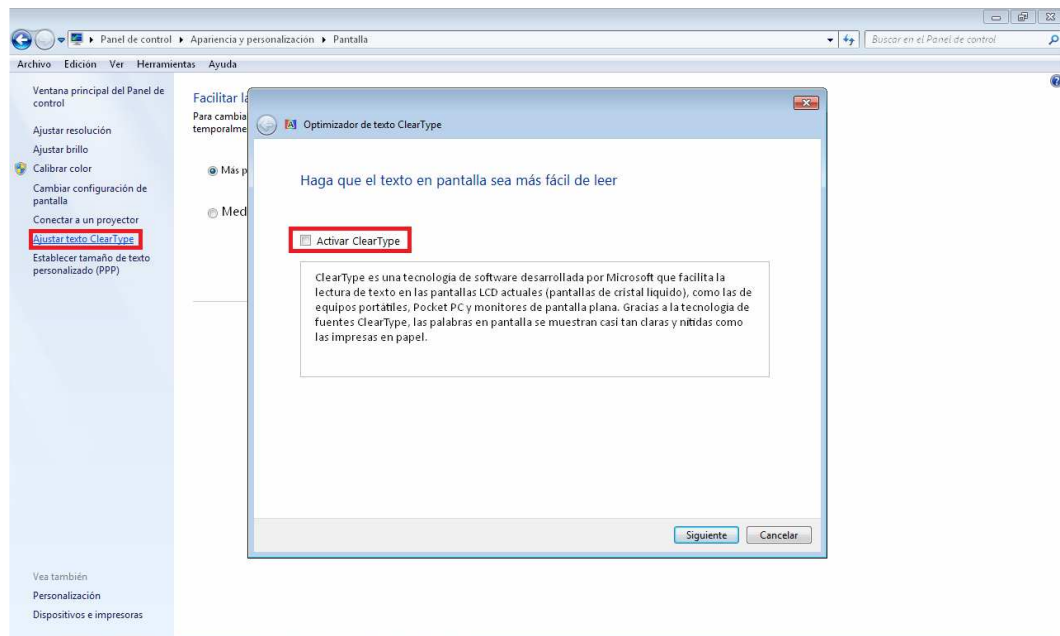 Panel de control ▸ Apariencia y personalización ▸ Pantalla
Buscar en el Panel de control
Archivo Edición Ver Herramientas Ayuda
Ventana principal del Panel de
control
Ajustar resolución
Ajustar brillo
Calibrar color
Cambiar configuración de
pantalla
Conectar a un proyector
Ajustar texto ClearType
Establecer tamaño de texto
personalizado (PPP)
Vea también
Personalización
Dispositivos e impresoras
Facilitar la
Para cambia
temporalme
Más p
Med
Optimizador de texto ClearType
Haga que el texto en pantalla sea más fácil de leer
Activar ClearType
ClearType es una tecnología de software desarrollada por Microsoft que facilita la
lectura de texto en las pantallas LCD actuales (pantallas de cristal líquido), como las de
equipos portátiles, Pocket PC y monitores de pantalla plana. Gracias a la tecnología de
fuentes ClearType, las palabras en pantalla se muestran casi tan claras y nítidas como
las impresas en papel.
Siguiente
Cancelar